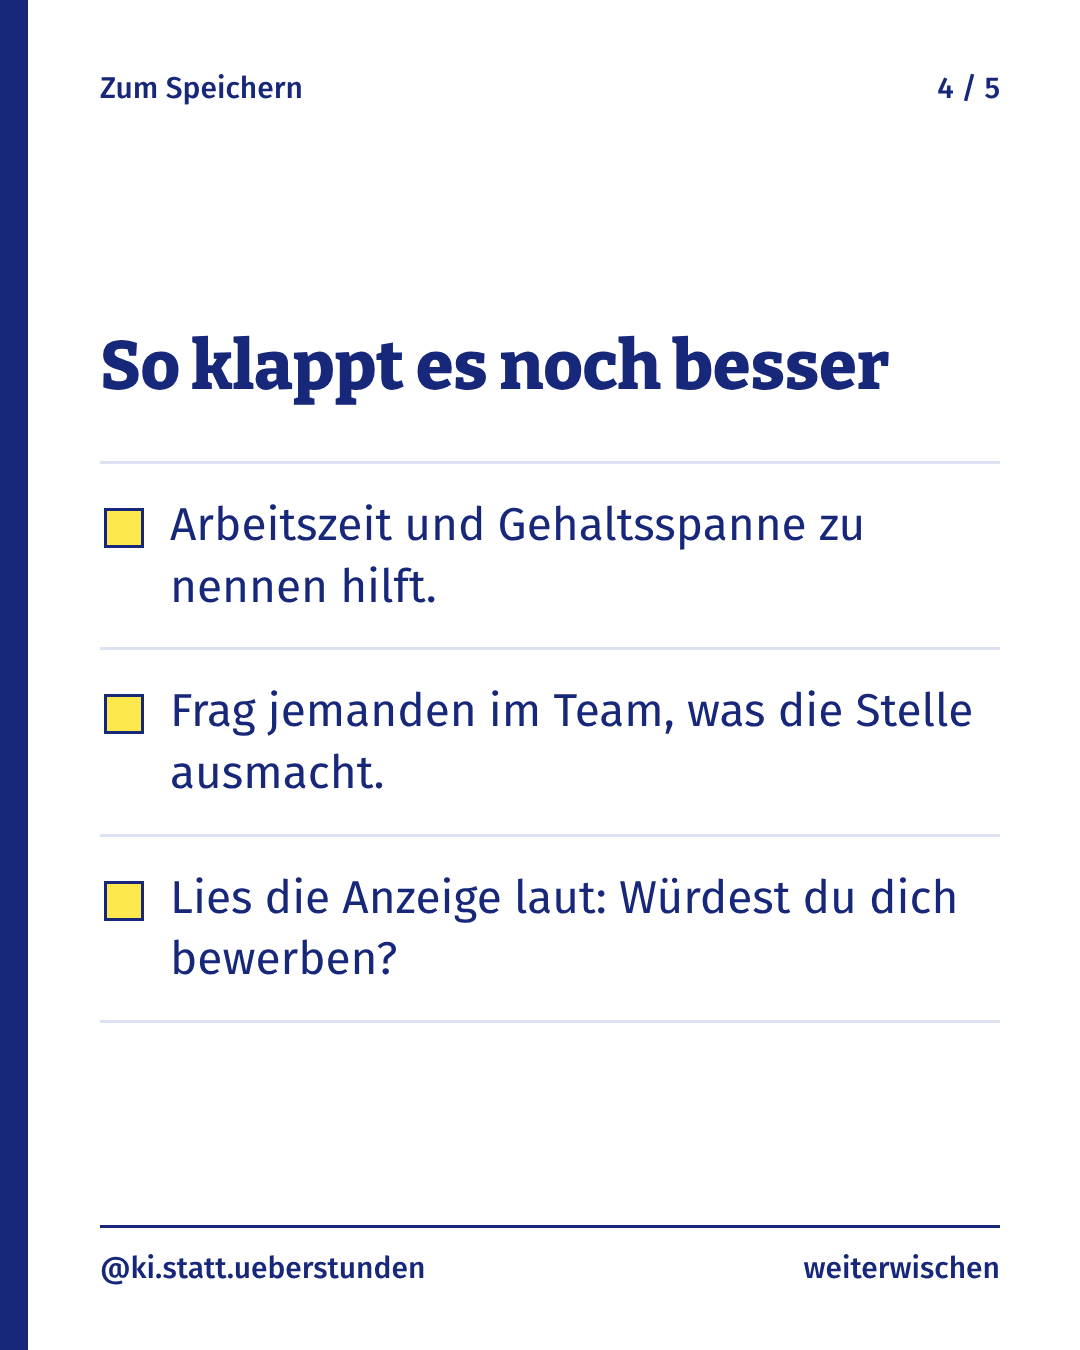 Zum Speichern
4 / 5
So klappt es noch besser
Arbeitszeit und Gehaltsspanne zu
nennen hilft.
Frag jemanden im Team, was die Stelle
ausmacht.
Lies die Anzeige laut: Würdest du dich
bewerben?
@ki.statt.ueberstunden
weiterwischen